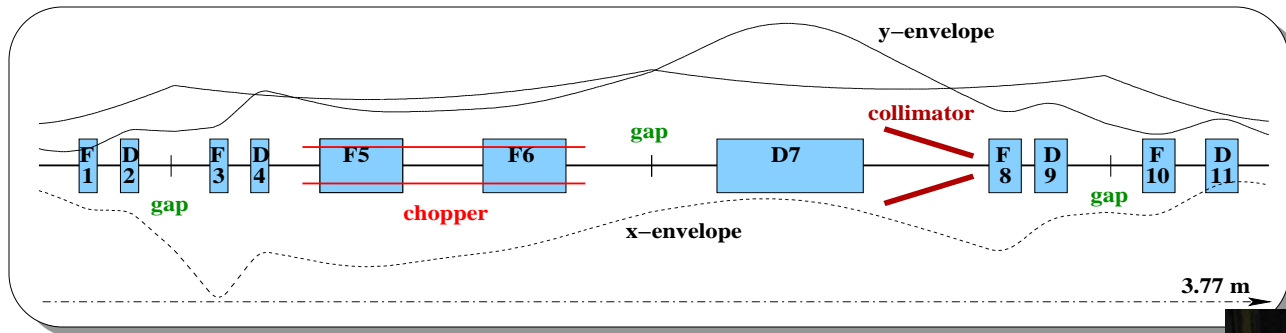 y−envelope
collimator
gap
F
1
D
2
F
3
D
4
F5
F6
D7
F
8
D
9
F
10
D
11
gap
chopper
x−envelope
gap
3.77 m